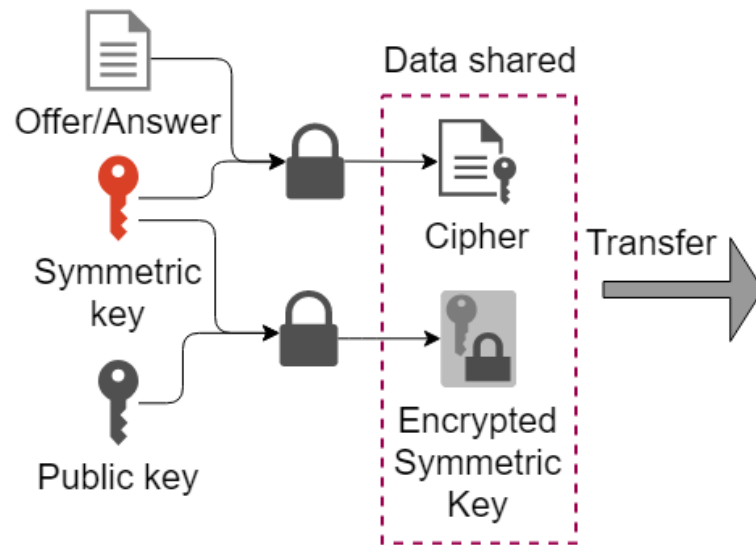 Data shared
Offer/Answer
Cipher
Transfer
Symmetric
key
Encrypted
Symmetric
Key
Public key